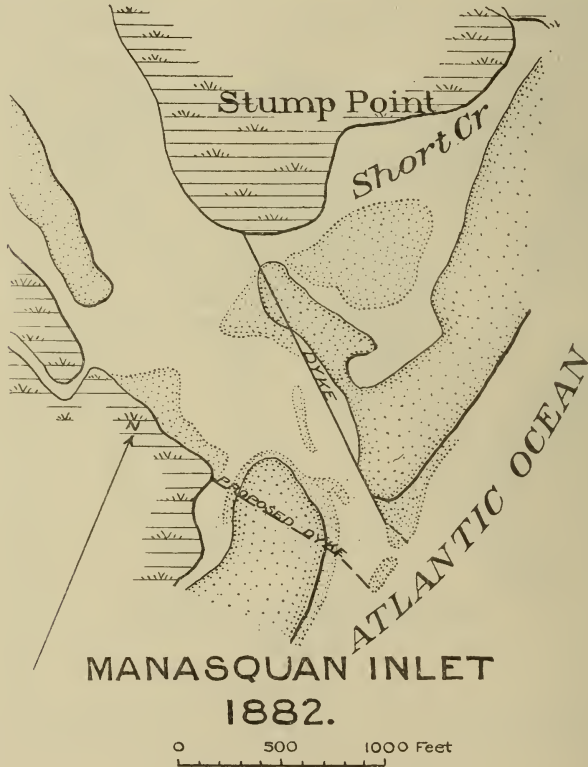 Stump Point
Short Cr
DYKE
N
PROPOSED DYKE
ATLANTIC OCEAN
MANASQUAN INLET
1882.
0 500 1000 Feet